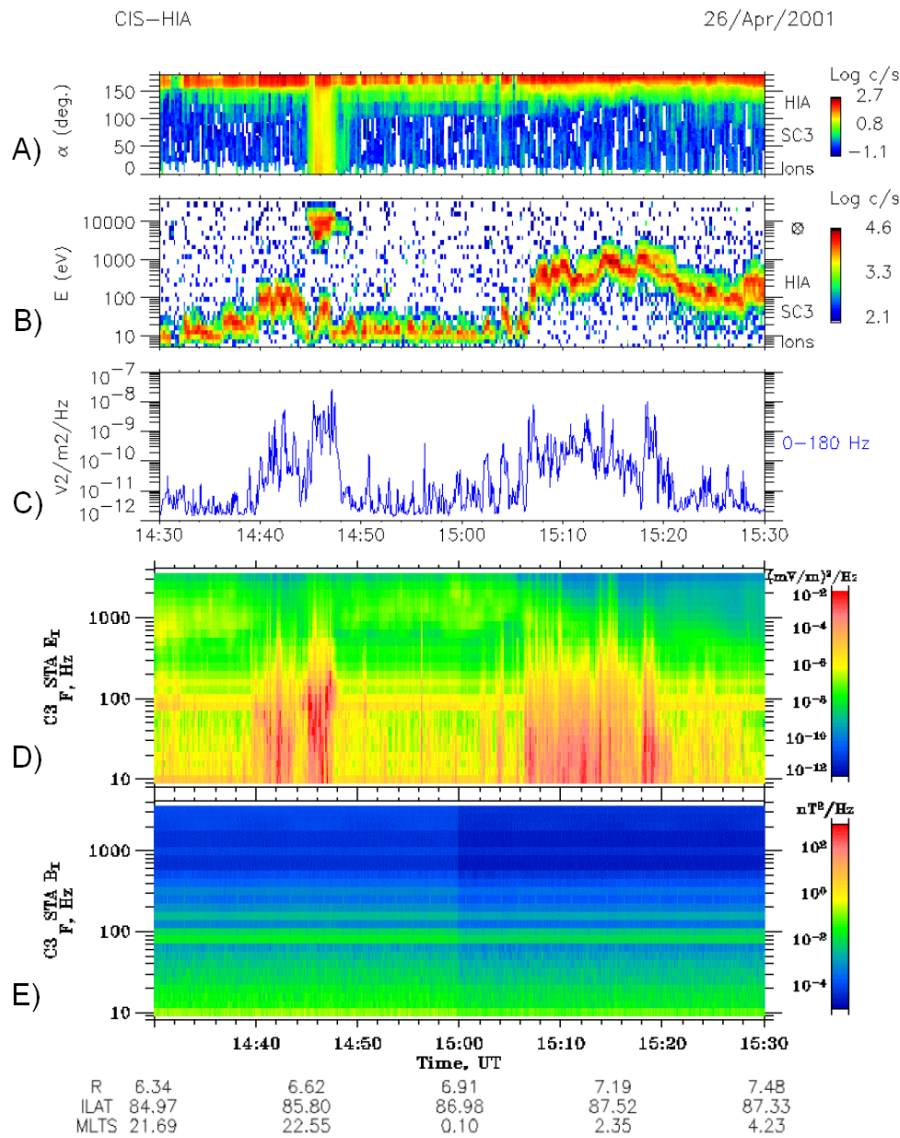 CIS-HIA 26/Apr/2001
A)
α (deg.)
150
100
50
0
HIA
SC3
Ions
Log c/s
2.7
0.8
-1.1
B)
E (eV)
10000
1000
100
10
HIA
SC3
Ions
Log c/s
4.6
3.3
2.1
C)
V2/m2/Hz
10-7
10-8
10-9
10-10
10-11
10-12
0-180 Hz
14:30 14:40 14:50 15:00 15:10 15:20 15:30
D)
C3 STA EI
F, Hz
1000
100
10
(mV/m)²/Hz
10-2
10-4
10-6
10-8
10-10
10-12
E)
C3 STA BI
F, Hz
1000
100
10
nT²/Hz
10²
10⁰
10-2
10-4
14:40 14:50 15:00 15:10 15:20 15:30
Time, UT
R 6.34 6.62 6.91 7.19 7.48
ILAT 84.97 85.80 86.98 87.52 87.33
MLTS 21.69 22.55 0.10 2.35 4.23